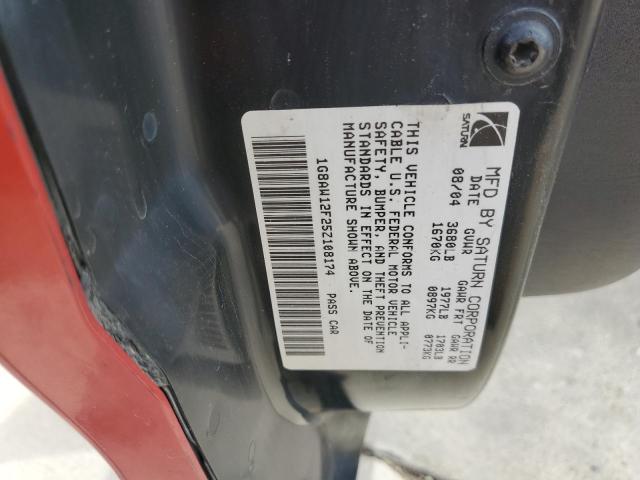 SATURN
MFD BY SATURN CORPORATION
DATE GVWR GAWR FRT GAWR RR
08/04 3680LB 1977LB 1703LB
1670KG 0897KG 0773KG
THIS VEHICLE CONFORMS TO ALL APPLI-
CABLE U.S. FEDERAL MOTOR VEHICLE
SAFETY, BUMPER, AND THEFT PREVENTION
STANDARDS IN EFFECT ON THE DATE OF
MANUFACTURE SHOWN ABOVE.
1G8AW12F25Z108174 PASS CAR